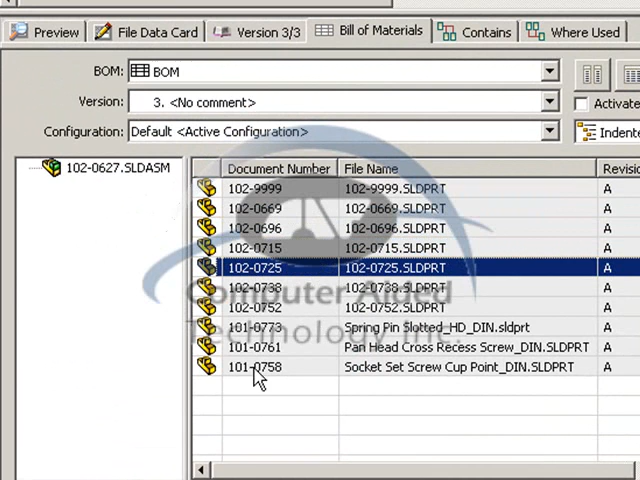 Preview File Data Card Version 3/3 Bill of Materials Contains Where Used
BOM: BOM
Version: 3. <No comment> Activate
Configuration: Default <Active Configuration> Indente
102-0627.SLDASM
Document Number File Name Revisio
102-9999 102-9999.SLDPRT A
102-0669 102-0669.SLDPRT A
102-0696 102-0696.SLDPRT A
102-0715 102-0715.SLDPRT A
102-0725 102-0725.SLDPRT A
102-0738 102-0738.SLDPRT A
102-0752 102-0752.SLDPRT A
101-0773 Spring Pin Slotted_HD_DIN.sldprt A
101-0761 Pan Head Cross Recess Screw_DIN.SLDPRT A
101-0758 Socket Set Screw Cup Point_DIN.SLDPRT A
Computer Aided
Technology Inc.